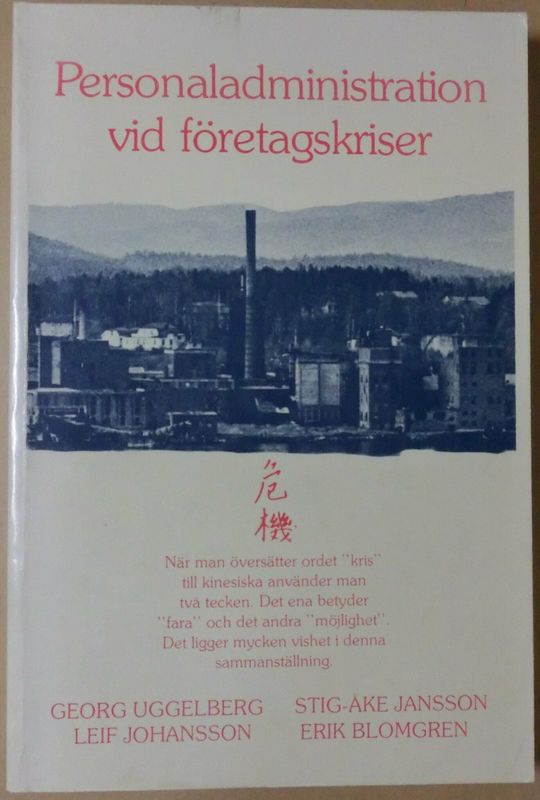 Personaladministration
vid företagskriser
危
機
När man översätter ordet "kris"
till kinesiska använder man
två tecken. Det ena betyder
"fara" och det andra "möjlighet".
Det ligger mycken vishet i denna
sammanställning.
GEORG UGGELBERG STIG-ÅKE JANSSON
LEIF JOHANSSON ERIK BLOMGREN